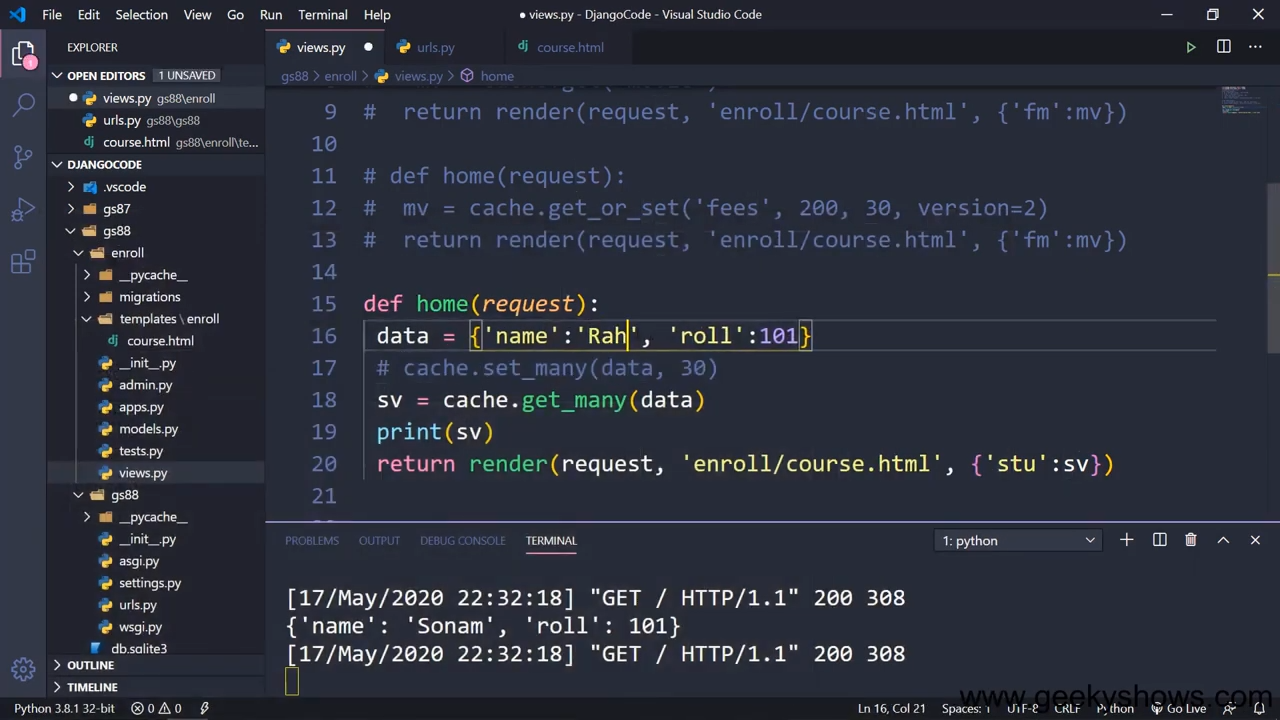 File Edit Selection View Go Run Terminal Help
● views.py - DjangoCode - Visual Studio Code
EXPLORER
OPEN EDITORS 1 UNSAVED
views.py gs88\enroll
urls.py gs88\gs88
course.html gs88\enroll\te...
DJANGOCODE
.vscode
gs87
gs88
enroll
__pycache__
migrations
templates \ enroll
course.html
__init__.py
admin.py
apps.py
models.py
tests.py
views.py
gs88
__pycache__
__init__.py
asgi.py
settings.py
urls.py
wsgi.py
db.sqlite3
OUTLINE
TIMELINE
1
views.py urls.py course.html
gs88 > enroll > views.py > home
9 # return render(request, 'enroll/course.html', {'fm':mv})
10
11 # def home(request):
12 # mv = cache.get_or_set('fees', 200, 30, version=2)
13 # return render(request, 'enroll/course.html', {'fm':mv})
14
15 def home(request):
16 data = {'name':'Rah', 'roll':101}
17 # cache.set_many(data, 30)
18 sv = cache.get_many(data)
19 print(sv)
20 return render(request, 'enroll/course.html', {'stu':sv})
21
PROBLEMS OUTPUT DEBUG CONSOLE TERMINAL 1: python
[17/May/2020 22:32:18] "GET / HTTP/1.1" 200 308
{'name': 'Sonam', 'roll': 101}
[17/May/2020 22:32:18] "GET / HTTP/1.1" 200 308
www.geekyshows.com
Python 3.8.1 32-bit 0 0 Ln 16, Col 21 Spaces: 1 UTF-8 CRLF Python Go Live